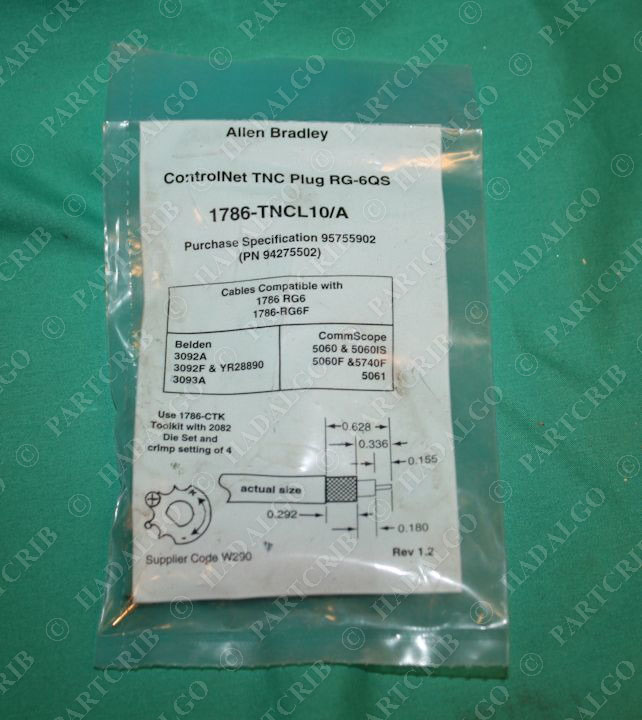 Allen Bradley
ControlNet TNC Plug RG-6QS
1786-TNCL10/A
Purchase Specification 95755902
(PN 94275502)
Cables Compatible with
1786 RG6
1786-RG6F
Belden
3092A
3092F & YR28890
3093A
CommScope
5060 & 5060IS
5060F &5740F
5061
Use 1786-CTK
Toolkit with 2082
Die Set and
crimp setting of 4
0.628
0.336
0.155
actual size
0.292
0.180
Supplier Code W290
Rev 1.2
© PARTCRIB
© HADALGO